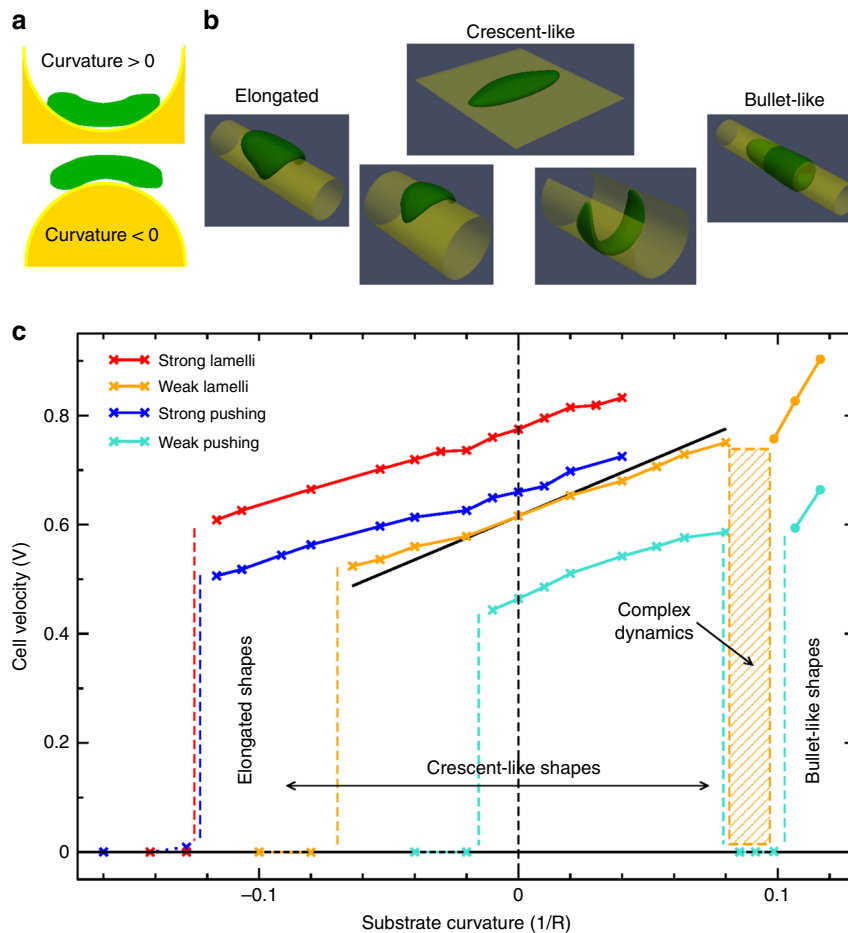 a
Curvature > 0
Curvature < 0
b
Crescent-like
Elongated
Bullet-like
c
Strong lamelli
Weak lamelli
Strong pushing
Weak pushing
0.8
0.6
0.4
0.2
0
Cell velocity (V)
Elongated shapes
Crescent-like shapes
Complex
dynamics
Bullet-like shapes
−0.1
0
0.1
Substrate curvature (1/R)